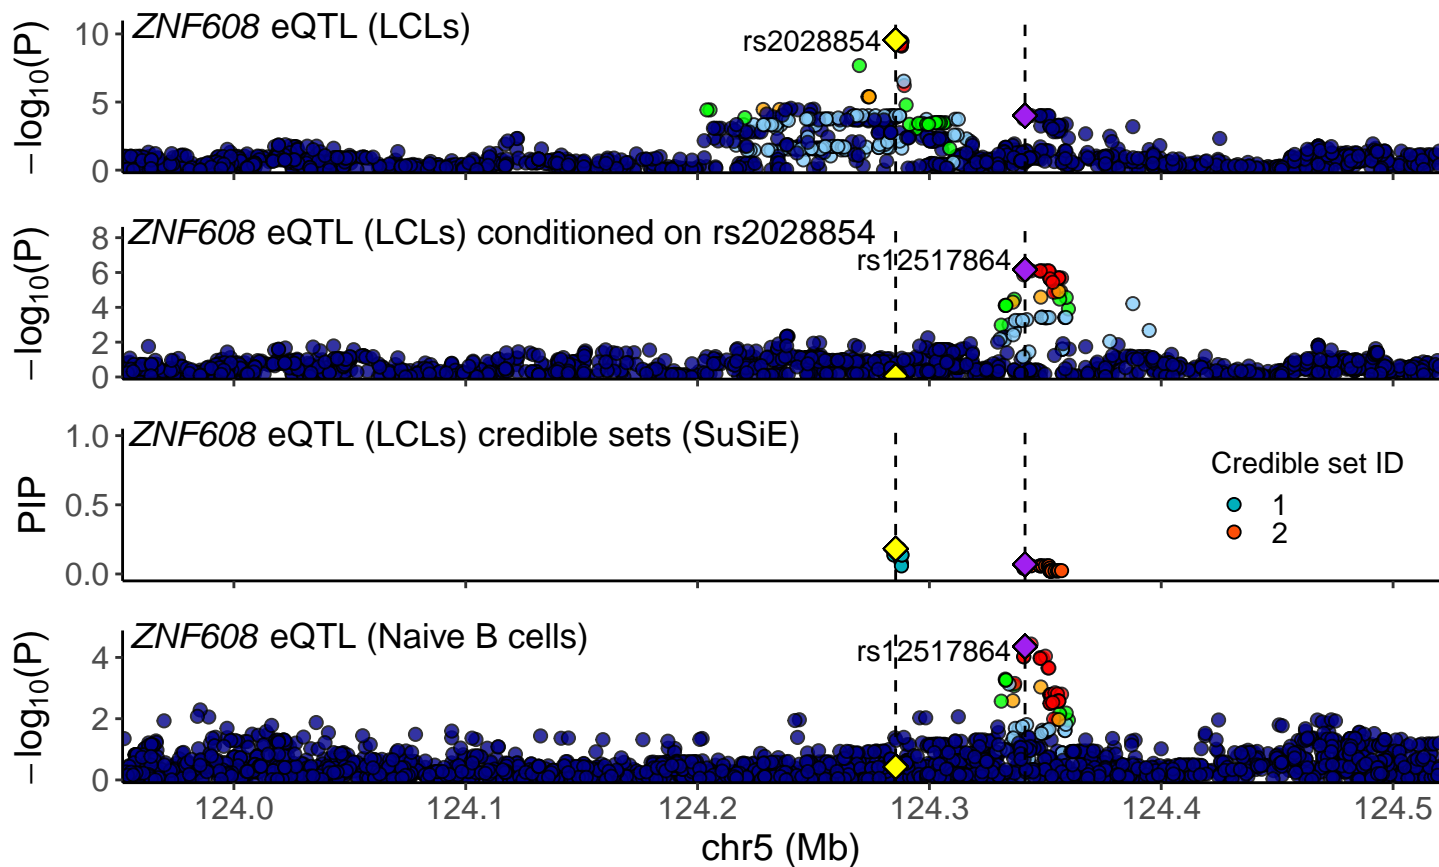 ZNF608 eQTL (LCLs)
−log10(P)
10
5
0
rs2028854
ZNF608 eQTL (LCLs) conditioned on rs2028854
−log10(P)
8
6
4
2
0
rs12517864
ZNF608 eQTL (LCLs) credible sets (SuSiE)
PIP
1.0
0.5
0.0
Credible set ID
1
2
ZNF608 eQTL (Naive B cells)
−log10(P)
4
2
0
rs12517864
124.0 124.1 124.2 124.3 124.4 124.5
chr5 (Mb)